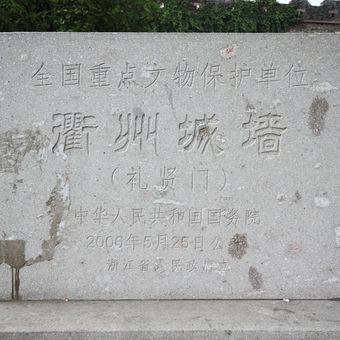 全国重点文物保护单位
衢州城墙
（礼贤门）
中华人民共和国国务院
2006年5月25日公布
浙江省人民政府立